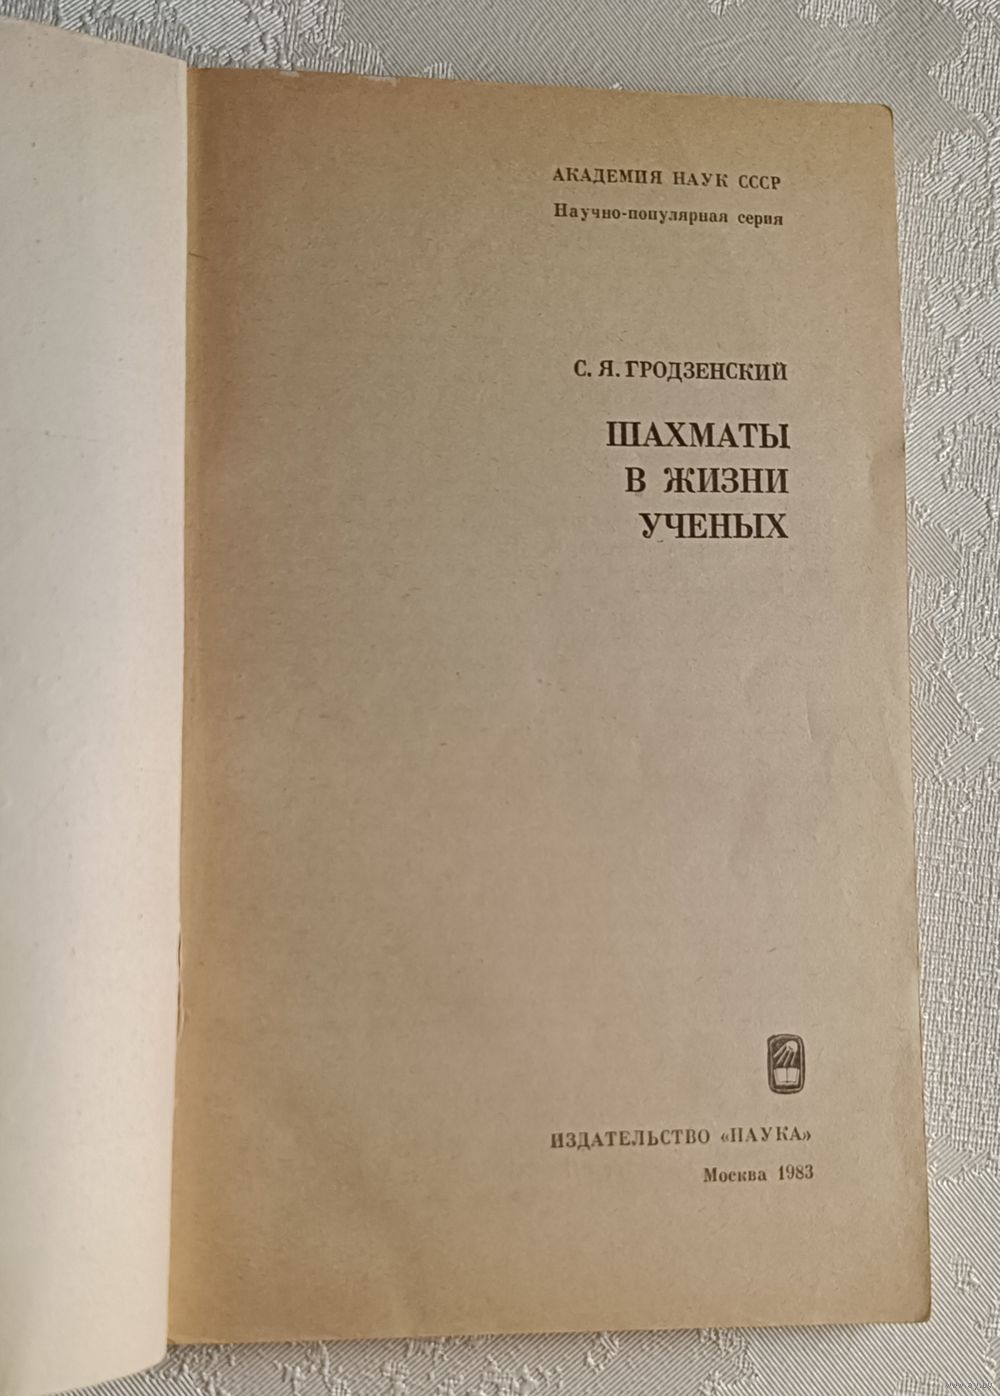 АКАДЕМИЯ НАУК СССР
Научно-популярная серия
С. Я. ГРОДЗЕНСКИЙ
ШАХМАТЫ
В ЖИЗНИ
УЧЕНЫХ
ИЗДАТЕЛЬСТВО «НАУКА»
Москва 1983